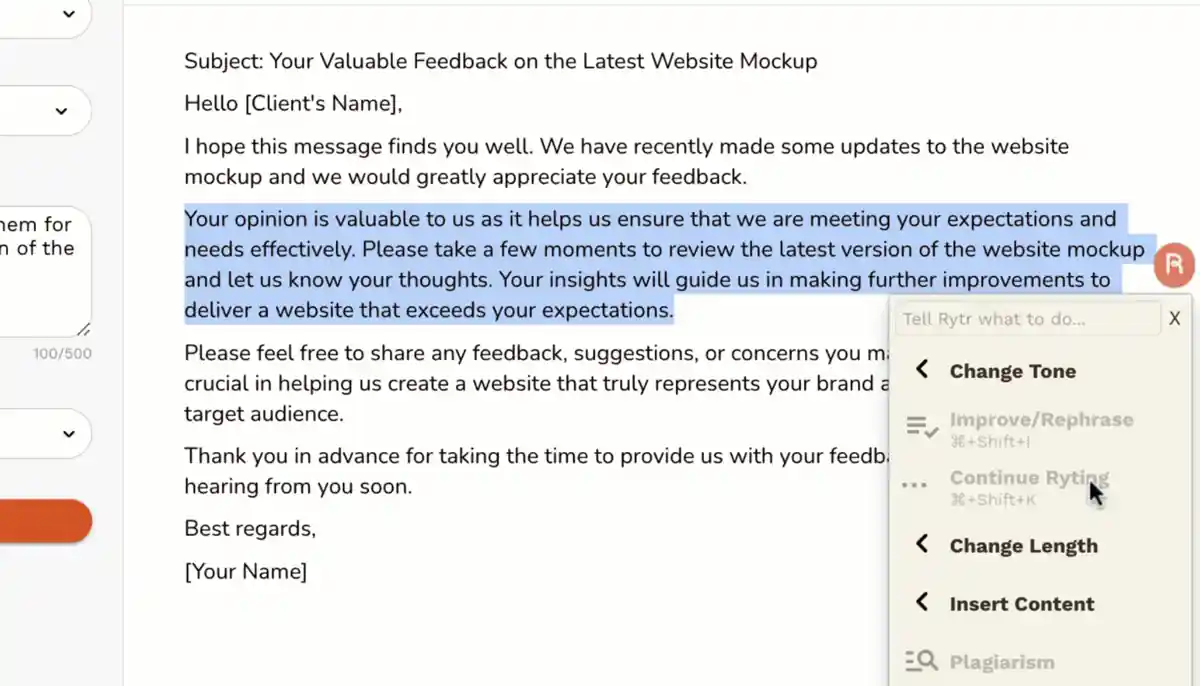 Subject: Your Valuable Feedback on the Latest Website Mockup
Hello [Client's Name],
I hope this message finds you well. We have recently made some updates to the website
mockup and we would greatly appreciate your feedback.
Your opinion is valuable to us as it helps us ensure that we are meeting your expectations and
needs effectively. Please take a few moments to review the latest version of the website mockup
and let us know your thoughts. Your insights will guide us in making further improvements to
deliver a website that exceeds your expectations.
Please feel free to share any feedback, suggestions, or concerns you
crucial in helping us create a website that truly represents your brand
target audience.
Thank you in advance for taking the time to provide us with your
hearing from you soon.
Best regards,
[Your Name]
for
n of the
100/500
R
Tell Rytr what to do...
X
Change Tone
Improve/Rephrase
⌘+Shift+I
Continue Ryting
⌘+Shift+K
Change Length
Insert Content
Plagiarism